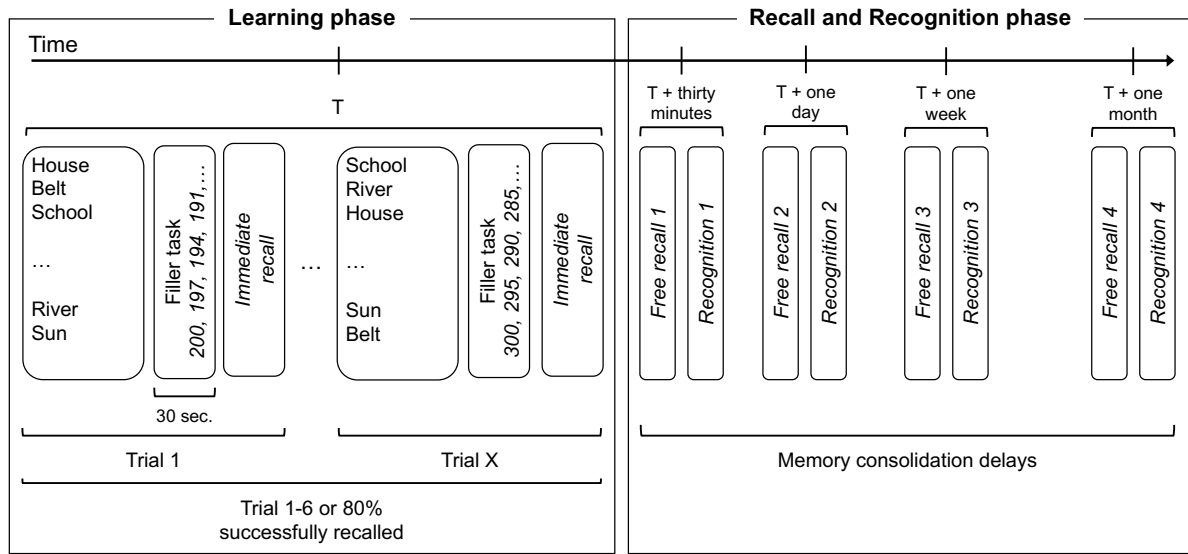 Learning phase
Time
T
House
Belt
School
…
River
Sun
Filler task
200, 197, 194, 191,…
Immediate
recall
…
School
River
House
…
Sun
Belt
Filler task
300, 295, 290, 285,…
Immediate
recall
30 sec.
Trial 1
Trial X
Trial 1-6 or 80%
successfully recalled
Recall and Recognition phase
T + thirty
minutes
T + one
day
T + one
week
T + one
month
Free recall 1
Recognition 1
Free recall 2
Recognition 2
Free recall 3
Recognition 3
Free recall 4
Recognition 4
Memory consolidation delays